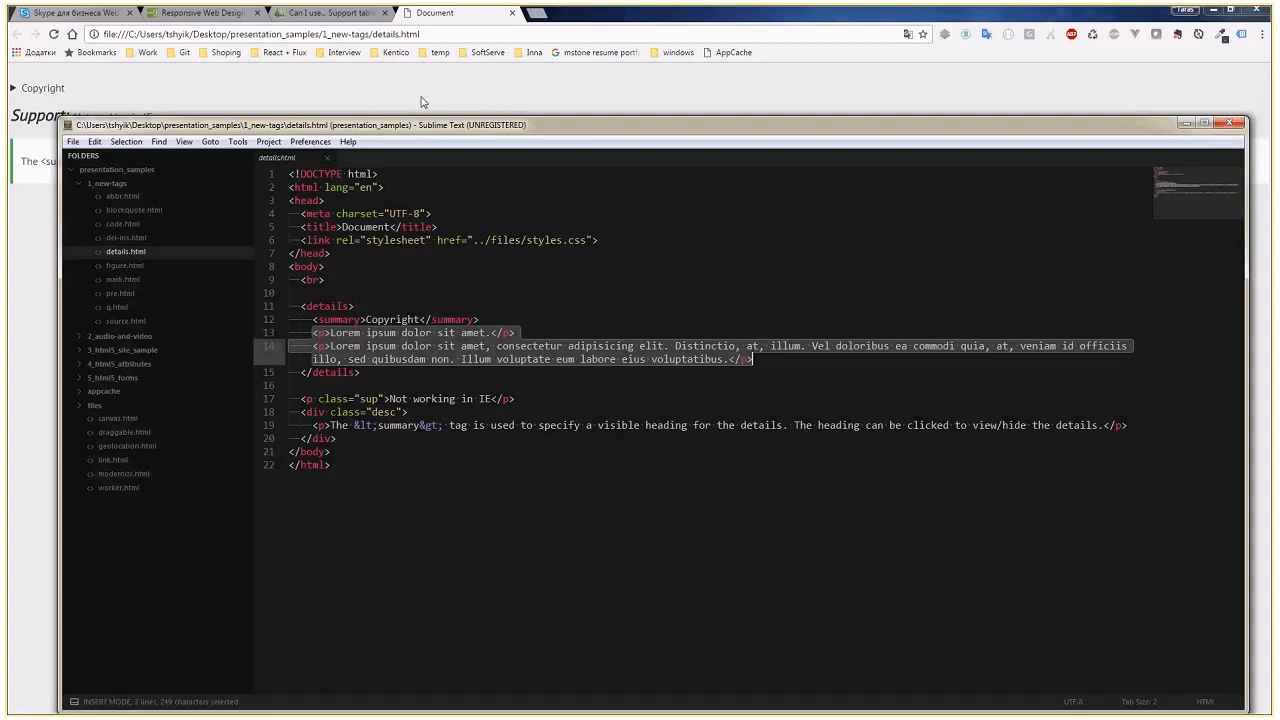 Skype для бизнеса Web
Responsive Web Design
Can I use... Support table
Document
Taras
file:///C:/Users/tshyik/Desktop/presentation_samples/1_new-tags/details.html
Додатки
Bookmarks
Work
Git
Shoping
React + Flux
Interview
Kentico
temp
SoftServe
Inna
mstone resume portf
windows
AppCache
Copyright
Support:
The <su
C:\Users\tshyik\Desktop\presentation_samples\1_new-tags\details.html (presentation_samples) - Sublime Text (UNREGISTERED)
File Edit Selection Find View Goto Tools Project Preferences Help
FOLDERS
presentation_samples
1_new-tags
abbr.html
blockquote.html
code.html
del-ins.html
details.html
figure.html
mark.html
pre.html
q.html
source.html
2_audio-and-video
3_html5_site_sample
4_html5_attributes
5_html5_forms
appcache
files
canvas.html
draggable.html
geolocation.html
link.html
modernizr.html
worker.html
details.html
1 <!DOCTYPE html>
2 <html lang="en">
3 <head>
4 <meta charset="UTF-8">
5 <title>Document</title>
6 <link rel="stylesheet" href="../files/styles.css">
7 </head>
8 <body>
9 <br>
10
11 <details>
12 <summary>Copyright</summary>
13 <p>Lorem ipsum dolor sit amet.</p>
14 <p>Lorem ipsum dolor sit amet, consectetur adipisicing elit. Distinctio, at, illum. Vel doloribus ea commodi quia, at, veniam id officiis
illo, sed quibusdam non. Illum voluptate eum labore eius voluptatibus.</p>
15 </details>
16
17 <p class="sup">Not working in IE</p>
18 <div class="desc">
19 <p>The &lt;summary&gt; tag is used to specify a visible heading for the details. The heading can be clicked to view/hide the details.</p>
20 </div>
21 </body>
22 </html>
INSERT MODE, 2 lines, 249 characters selected
UTF-8
Tab Size: 2
HTML